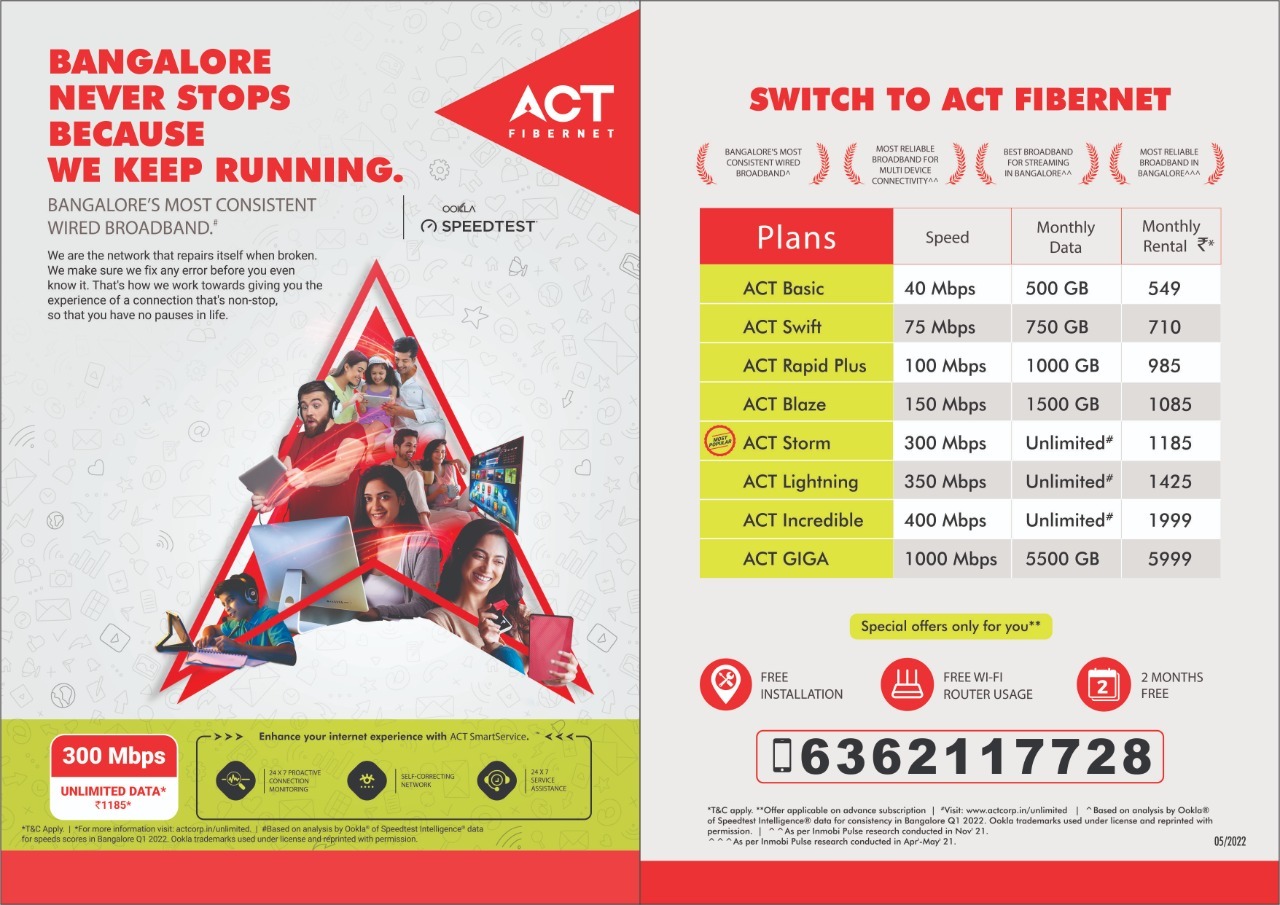 BANGALORE
NEVER STOPS
BECAUSE
WE KEEP RUNNING.
BANGALORE'S MOST CONSISTENT
WIRED BROADBAND.#
ACT
FIBERNET
OOKLA
SPEEDTEST
We are the network that repairs itself when broken.
We make sure we fix any error before you even
know it. That's how we work towards giving you the
experience of a connection that's non-stop,
so that you have no pauses in life.
300 Mbps
UNLIMITED DATA*
₹1185*
Enhance your internet experience with ACT SmartService.™
24 X 7 PROACTIVE
CONNECTION
MONITORING
SELF-CORRECTING
NETWORK
24 X 7
SERVICE
ASSISTANCE
*T&C Apply. | *For more information visit: actcorp.in/unlimited. | #Based on analysis by Ookla® of Speedtest Intelligence® data
for speeds scores in Bangalore Q1 2022. Ookla trademarks used under license and reprinted with permission.
SWITCH TO ACT FIBERNET
BANGALORE'S MOST
CONSISTENT WIRED
BROADBAND^
MOST RELIABLE
BROADBAND FOR
MULTI DEVICE
CONNECTIVITY^^
BEST BROADBAND
FOR STREAMING
IN BANGALORE^^
MOST RELIABLE
BROADBAND IN
BANGALORE^^^
Plans Speed Monthly Data Monthly Rental ₹*
ACT Basic 40 Mbps 500 GB 549
ACT Swift 75 Mbps 750 GB 710
ACT Rapid Plus 100 Mbps 1000 GB 985
ACT Blaze 150 Mbps 1500 GB 1085
MOST POPULAR ACT Storm 300 Mbps Unlimited# 1185
ACT Lightning 350 Mbps Unlimited# 1425
ACT Incredible 400 Mbps Unlimited# 1999
ACT GIGA 1000 Mbps 5500 GB 5999
Special offers only for you**
FREE
INSTALLATION
FREE WI-FI
ROUTER USAGE
2
2 MONTHS
FREE
6362117728
*T&C apply. **Offer applicable on advance subscription | #Visit: www.actcorp.in/unlimited | ^Based on analysis by Ookla®
of Speedtest Intelligence® data for consistency in Bangalore Q1 2022. Ookla trademarks used under license and reprinted with
permission. | ^^As per Inmobi Pulse research conducted in Nov' 21.
^^^As per Inmobi Pulse research conducted in Apr'-May' 21.
05/2022